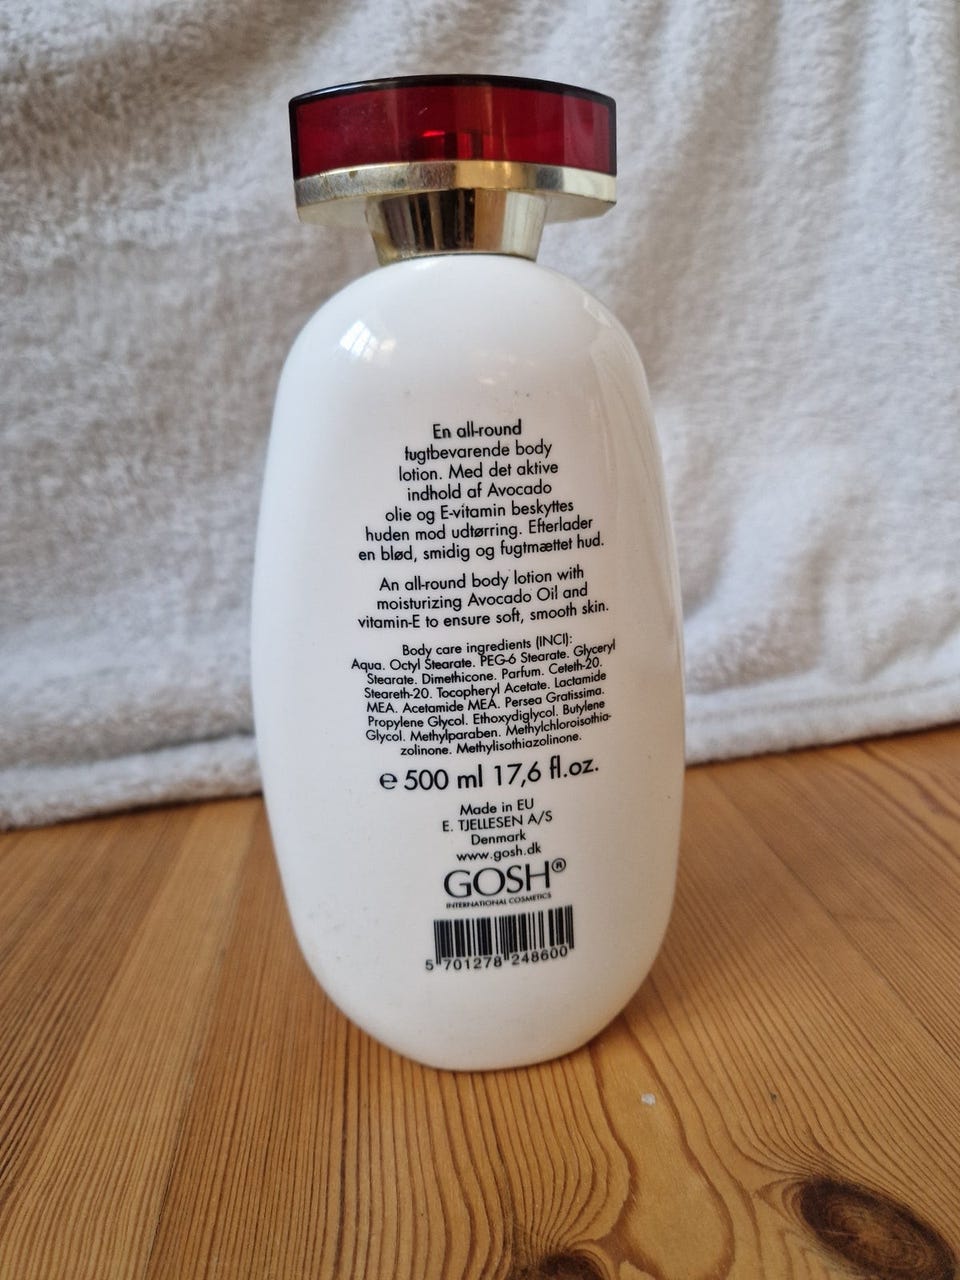 En all-round
fugtbevarende body
lotion. Med det aktive
indhold af Avocado
olie og E-vitamin beskyttes
huden mod udtørring. Efterlader
en blød, smidig og fugtmættet hud.
An all-round body lotion with
moisturizing Avocado Oil and
vitamin-E to ensure soft, smooth skin.
Body care ingredients (INCI):
Aqua. Octyl Stearate. PEG-6 Stearate. Glyceryl
Stearate. Dimethicone. Parfum. Ceteth-20.
Steareth-20. Tocopheryl Acetate. Lactamide
MEA. Acetamide MEA. Persea Gratissima.
Propylene Glycol. Ethoxydiglycol. Butylene
Glycol. Methylparaben. Methylchloroisothia-
zolinone. Methylisothiazolinone.
℮ 500 ml 17,6 fl.oz.
Made in EU
E. TJELLESEN A/S
Denmark
www.gosh.dk
GOSH®
INTERNATIONAL COSMETICS
5 701278 248600